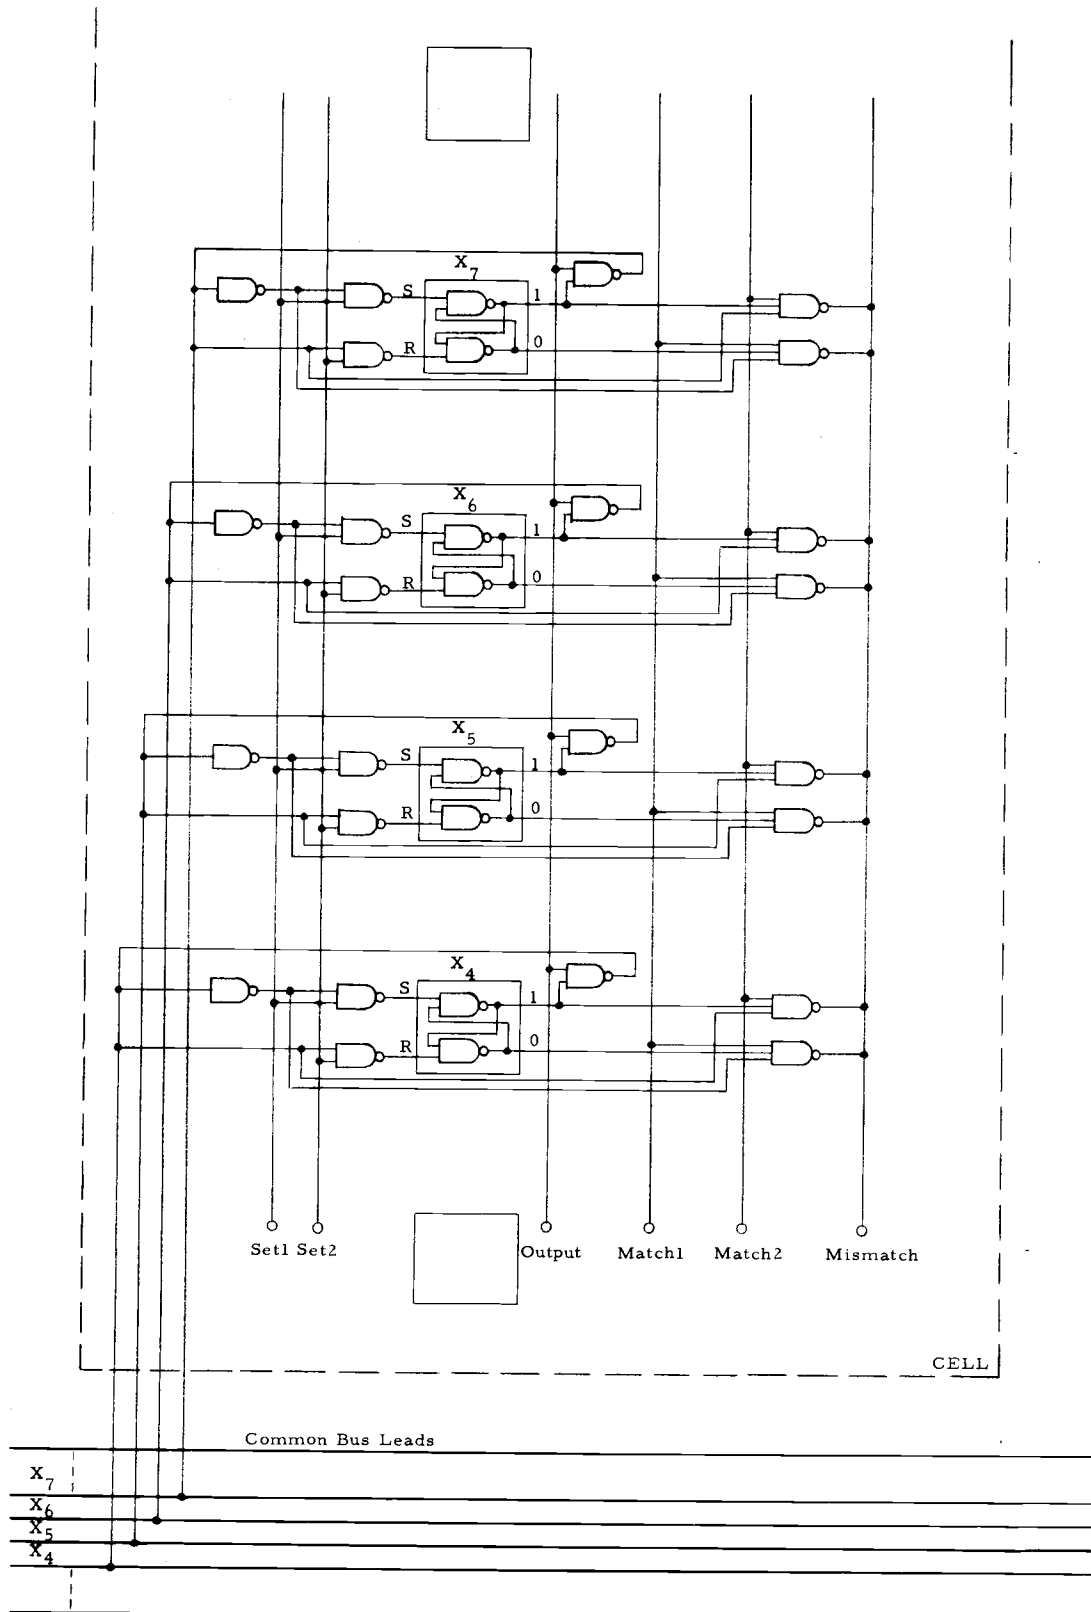 X7
S
1
R
0
X6
S
1
R
0
X5
S
1
R
0
X4
S
1
R
0
Set1 Set2 Output Match1 Match2 Mismatch
CELL
Common Bus Leads
X7
X6
X5
X4